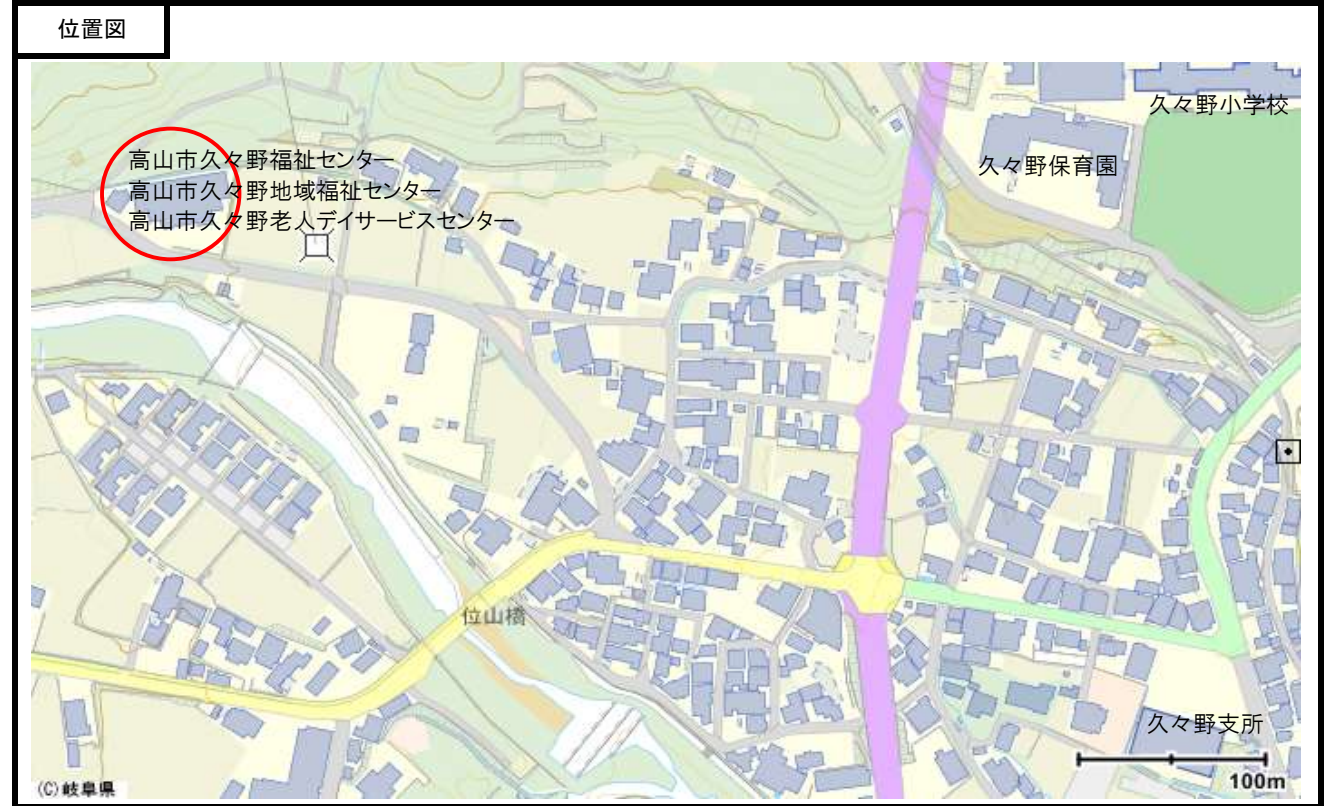 位置図
久々野小学校
高山市久々野福祉センター
久々野保育園
高山市久々野地域福祉センター
高山市久々野老人デイサービスセンター
位山橋
久々野支所
100m
(C)岐阜県